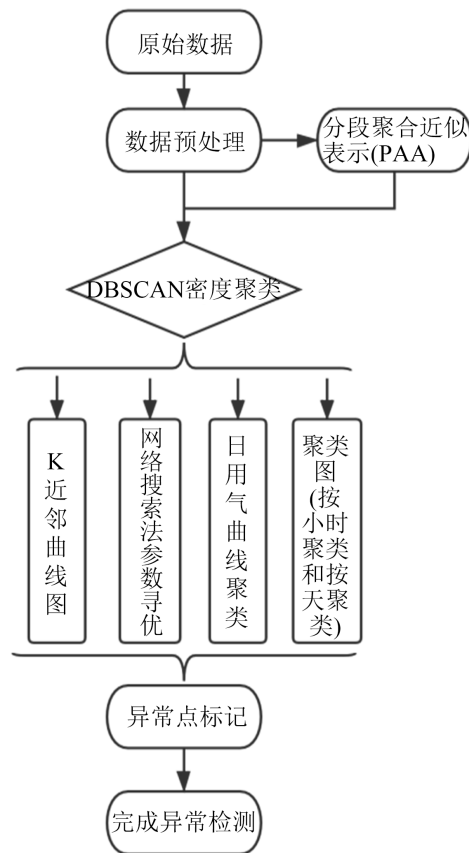 原始数据
数据预处理
分段聚合近似
表示(PAA)
DBSCAN密度聚类
K近邻曲线图
网络搜索法参数寻优
日用气曲线聚类
聚类
图
(按
小时
聚类
和按
天聚
类)
异常点标记
完成异常检测